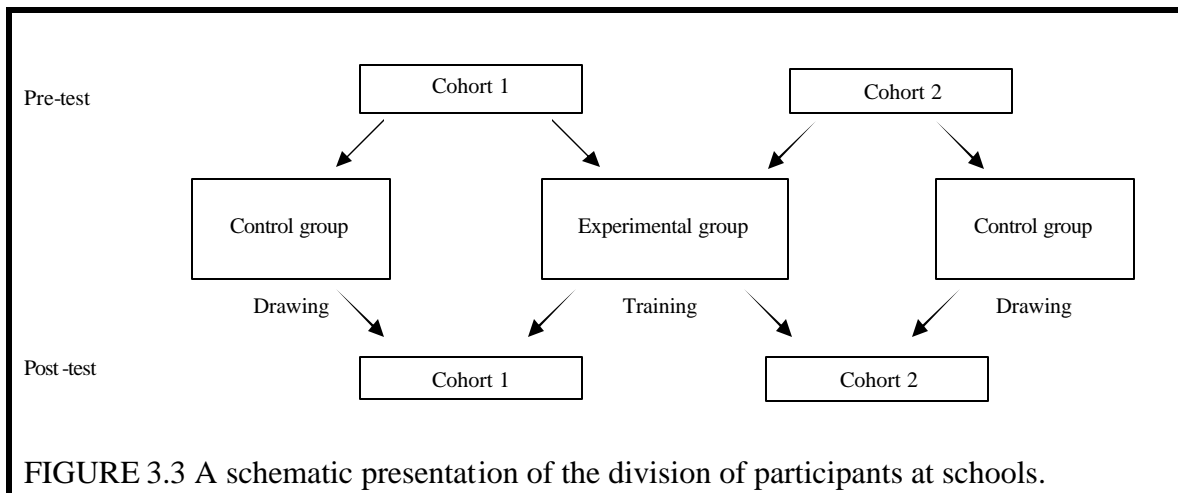 Cohort 1
Cohort 2
Pre-test
Control group
Experimental group
Control group
Drawing
Training
Drawing
Post-test
Cohort 1
Cohort 2
FIGURE 3.3 A schematic presentation of the division of participants at schools.